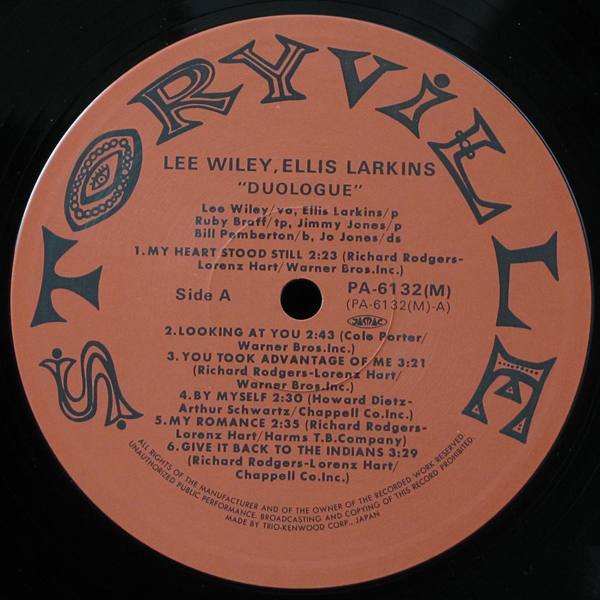 STORYVILLE
LEE WILEY, ELLIS LARKINS
"DUOLOGUE"
Lee Wiley/vo, Ellis Larkins/p
Ruby Braff/tp, Jimmy Jones/p
Bill Pemberton/b, Jo Jones/ds
1.MY HEART STOOD STILL 2:23 (Richard Rodgers-
Lorenz Hart/Warner Bros.Inc.)
Side A
PA-6132(M)
(PA-6132(M)-A)
JASRAC
2.LOOKING AT YOU 2:43 (Cole Porter/
Warner Bros.Inc.)
3.YOU TOOK ADVANTAGE OF ME 3:21
(Richard Rodgers-Lorenz Hart/
Warner Bros.Inc.)
4.BY MYSELF 2:30 (Howard Dietz-
Arthur Schwartz/Chappell Co.Inc.)
5.MY ROMANCE 2:35 (Richard Rodgers-
Lorenz Hart/Harms T.B.Company)
6.GIVE IT BACK TO THE INDIANS 3:29
(Richard Rodgers-Lorenz Hart/
Chappell Co.Inc.)
ALL RIGHTS OF THE MANUFACTURER AND OF THE OWNER OF THE RECORDED WORK RESERVED.
UNAUTHORIZED PUBLIC PERFORMANCE. BROADCASTING AND COPYING OF THIS RECORD PROHIBITED.
MADE BY TRIO-KENWOOD CORP., JAPAN